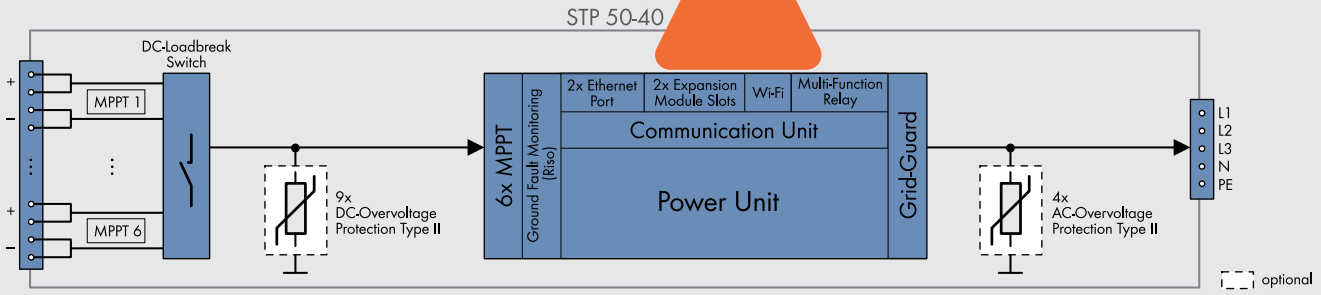 STP 50-40
DC-Loadbreak
Switch
+
MPPT 1
−
+
MPPT 6
−
9x
DC-Overvoltage
Protection Type II
6x MPPT
Ground Fault Monitoring
(Riso)
2x Ethernet
Port
2x Expansion
Module Slots
Wi-Fi
Multi-Function
Relay
Communication Unit
Power Unit
Grid-Guard
4x
AC-Overvoltage
Protection Type II
L1
L2
L3
N
PE
optional